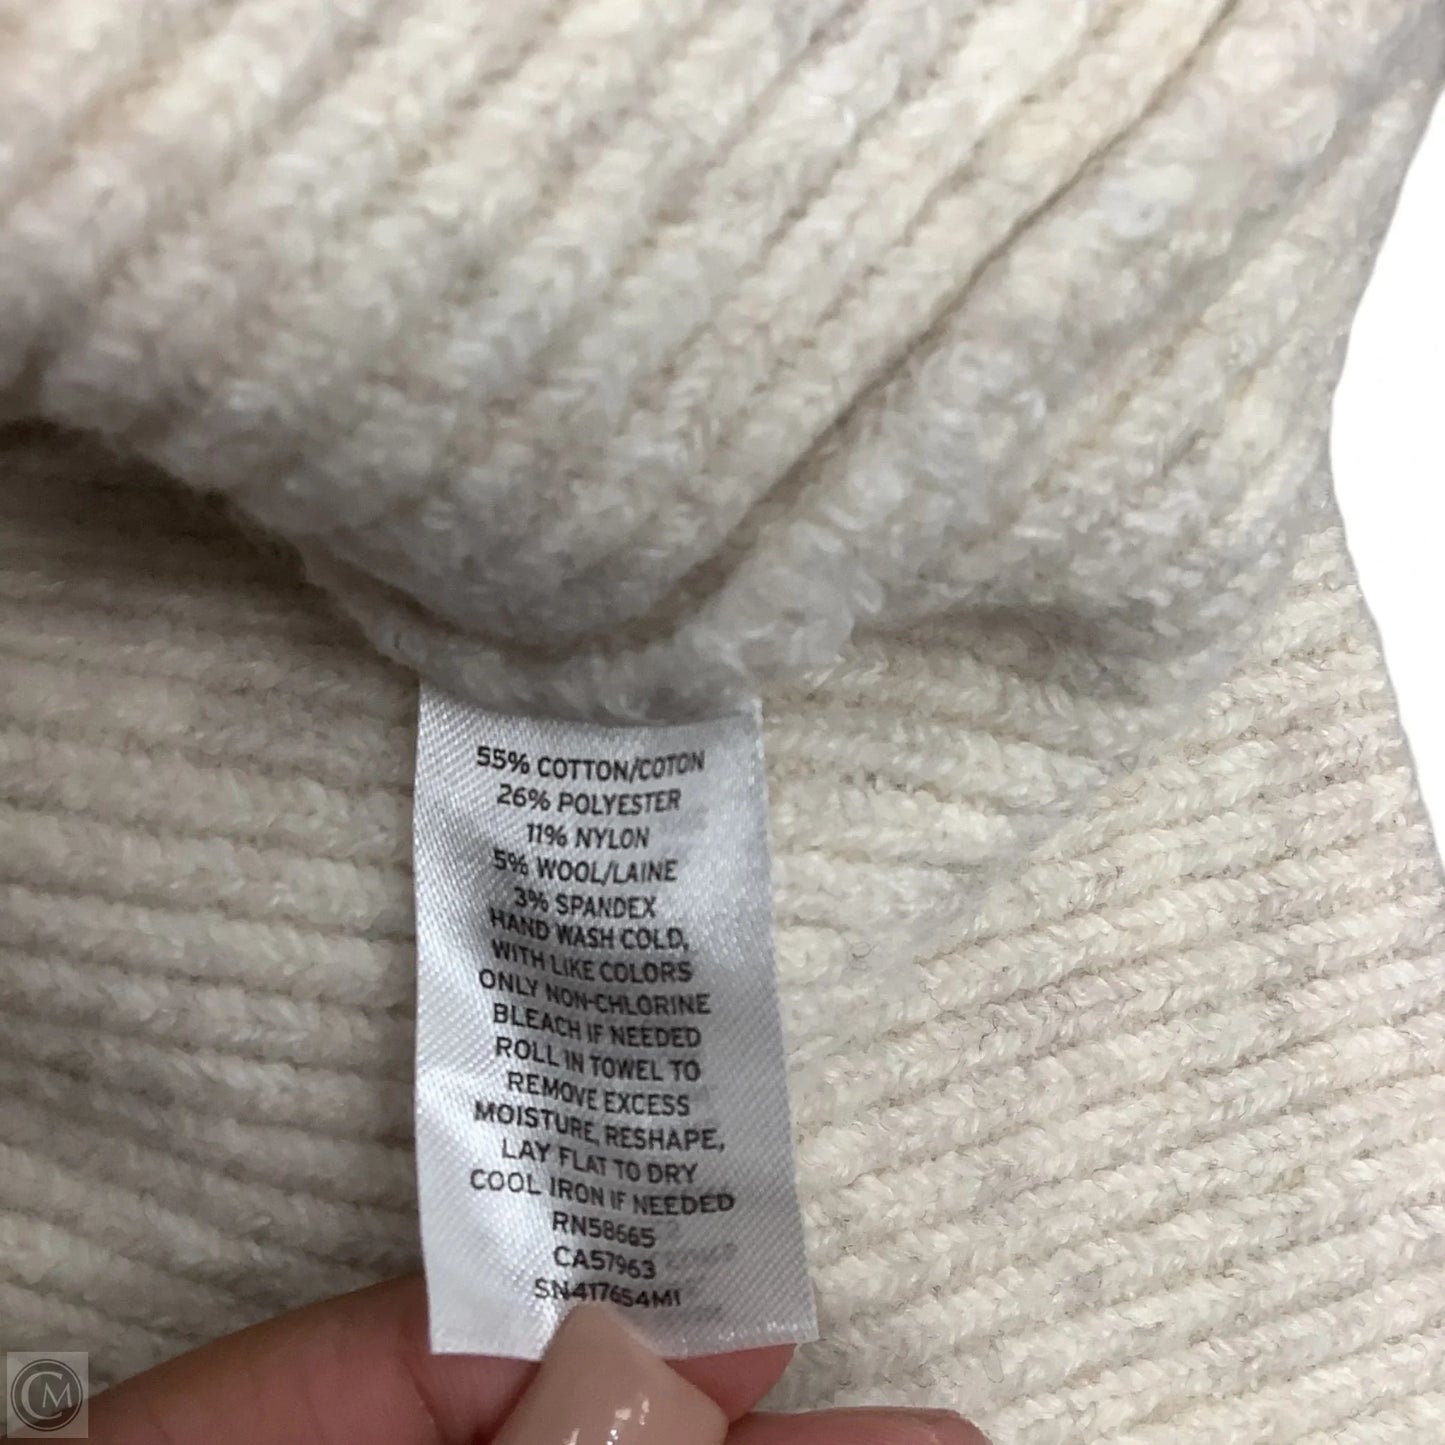 55% COTTON/COTON
26% POLYESTER
11% NYLON
5% WOOL/LAINE
3% SPANDEX
HAND WASH COLD,
WITH LIKE COLORS
ONLY NON-CHLORINE
BLEACH IF NEEDED
ROLL IN TOWEL TO
REMOVE EXCESS
MOISTURE, RESHAPE,
LAY FLAT TO DRY
COOL IRON IF NEEDED
RN58665
CA57963
SN417654MI
CM